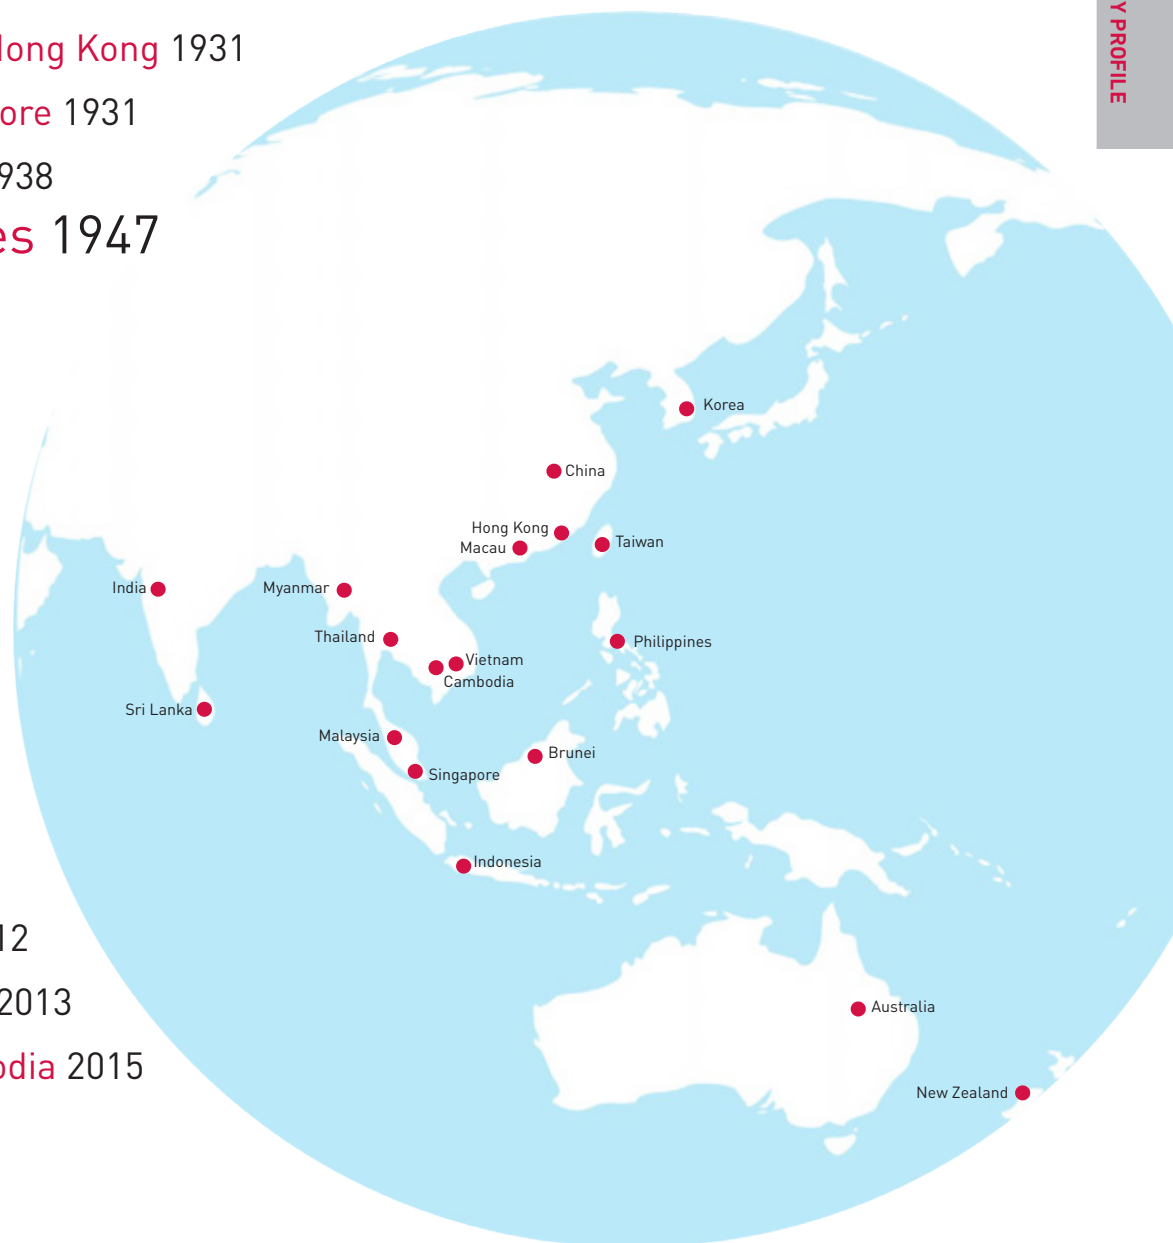 Hong Kong 1931
ore 1931
938
es 1947
Y PROFILE
Korea
China
Hong Kong
Macau
Taiwan
India
Myanmar
Thailand
Philippines
Vietnam
Cambodia
Sri Lanka
Malaysia
Brunei
Singapore
Indonesia
12
2013
odia 2015
Australia
New Zealand